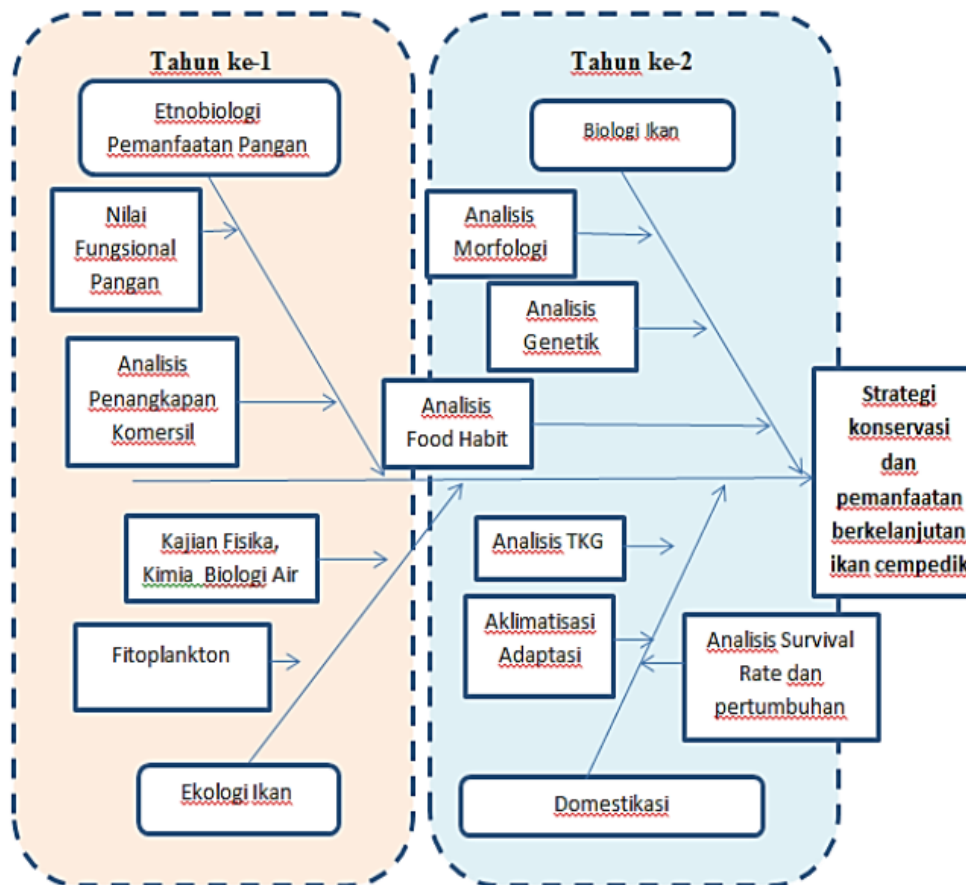 Tahun ke-1
Etnobiologi
Pemanfaatan Pangan
Nilai
Fungsional
Pangan
Analisis
Penangkapan
Komersil
Kajian Fisika,
Kimia Biologi Air
Fitoplankton
Ekologi Ikan
Tahun ke-2
Biologi Ikan
Analisis
Morfologi
Analisis
Genetik
Analisis
Food Habit
Analisis TKG
Aklimatisasi
Adaptasi
Analisis Survival
Rate dan
pertumbuhan
Domestikasi
Strategi
konservasi
dan
pemanfaatan
berkelanjutan
ikan cempedik